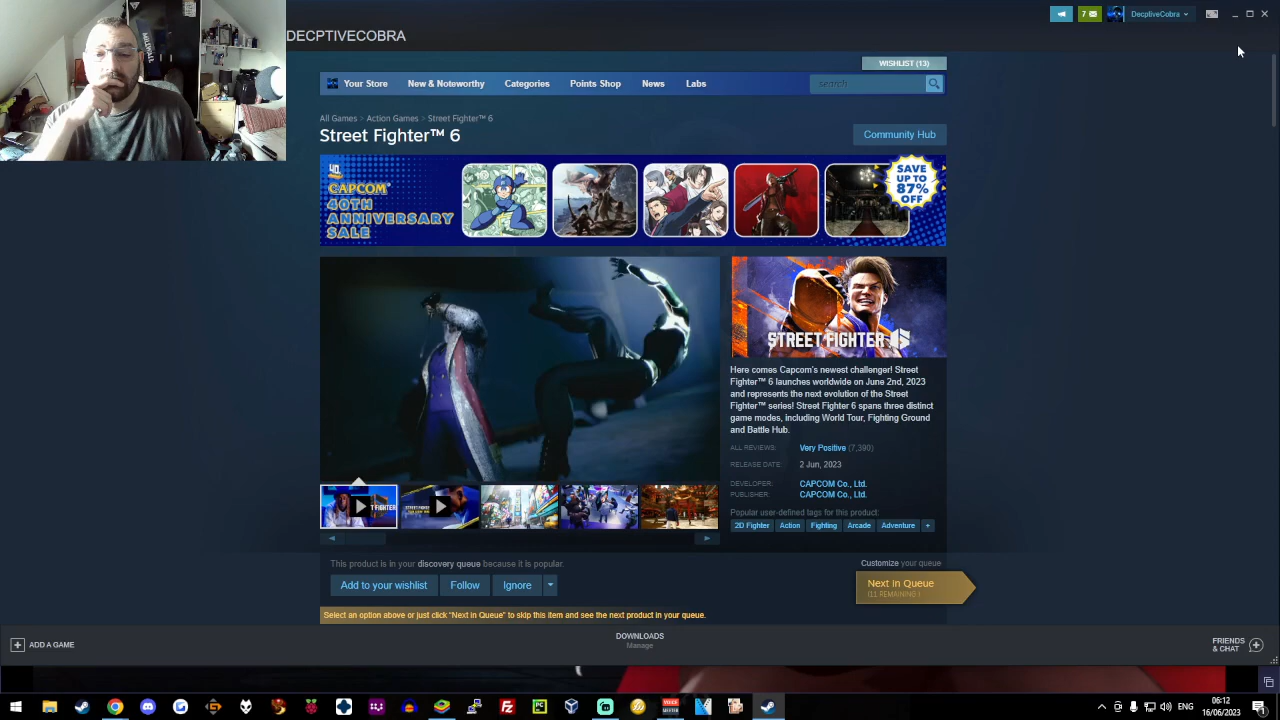 7
DecptiveCobra
DECPTIVECOBRA
WISHLIST (13)
Your Store
New & Noteworthy
Categories
Points Shop
News
Labs
search
All Games > Action Games > Street Fighter™ 6
Street Fighter™ 6
Community Hub
40th
CAPCOM
40TH
ANNIVERSARY
SALE
SAVE
UP TO
87%
OFF
STREET FIGHTER 6
Here comes Capcom's newest challenger! Street
Fighter™ 6 launches worldwide on June 2nd, 2023
and represents the next evolution of the Street
Fighter™ series! Street Fighter 6 spans three distinct
game modes, including World Tour, Fighting Ground
and Battle Hub.
ALL REVIEWS: Very Positive (7,390)
RELEASE DATE: 2 Jun, 2023
DEVELOPER: CAPCOM Co., Ltd.
PUBLISHER: CAPCOM Co., Ltd.
Popular user-defined tags for this product:
2D Fighter Action Fighting Arcade Adventure +
This product is in your discovery queue because it is popular.
Add to your wishlist
Follow
Ignore
Customize your queue
Next In Queue
(11 REMAINING )
Select an option above or just click "Next in Queue" to skip this item and see the next product in your queue.
ADD A GAME
DOWNLOADS
Manage
FRIENDS
& CHAT
ENG
06:12
16/06/2023